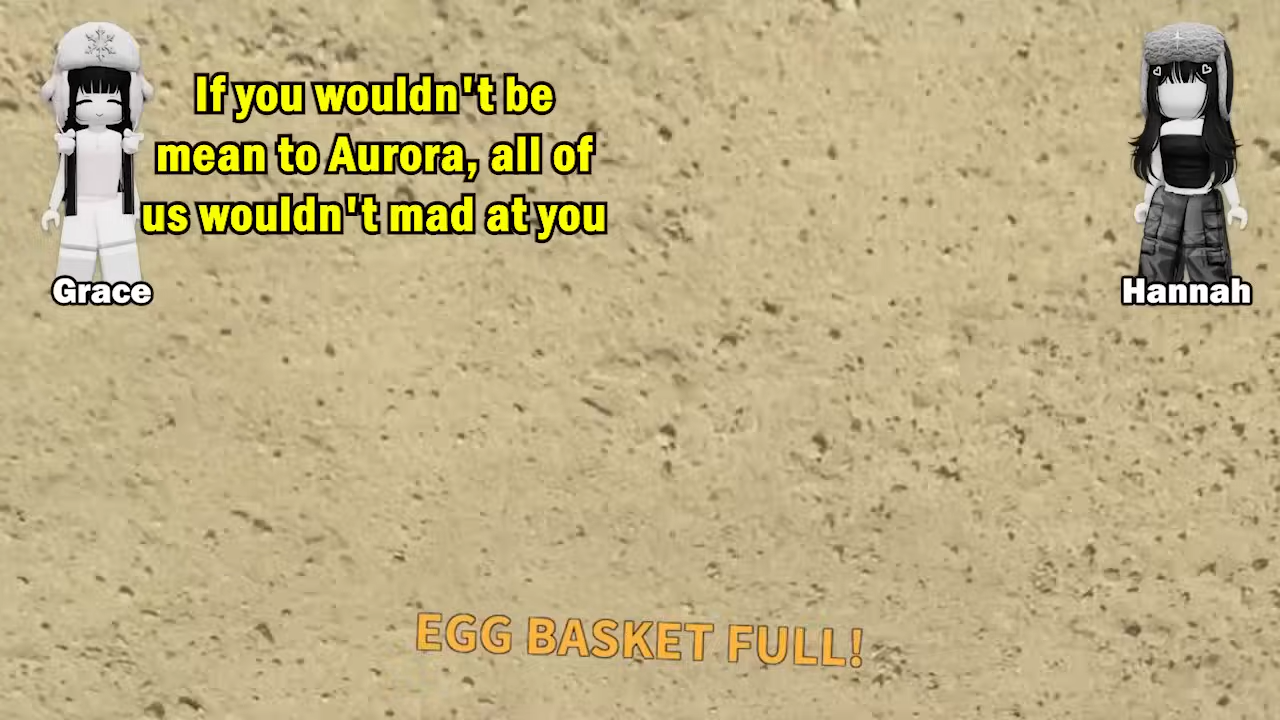 If you wouldn't be
mean to Aurora, all of
us wouldn't mad at you
Grace
Hannah
EGG BASKET FULL!